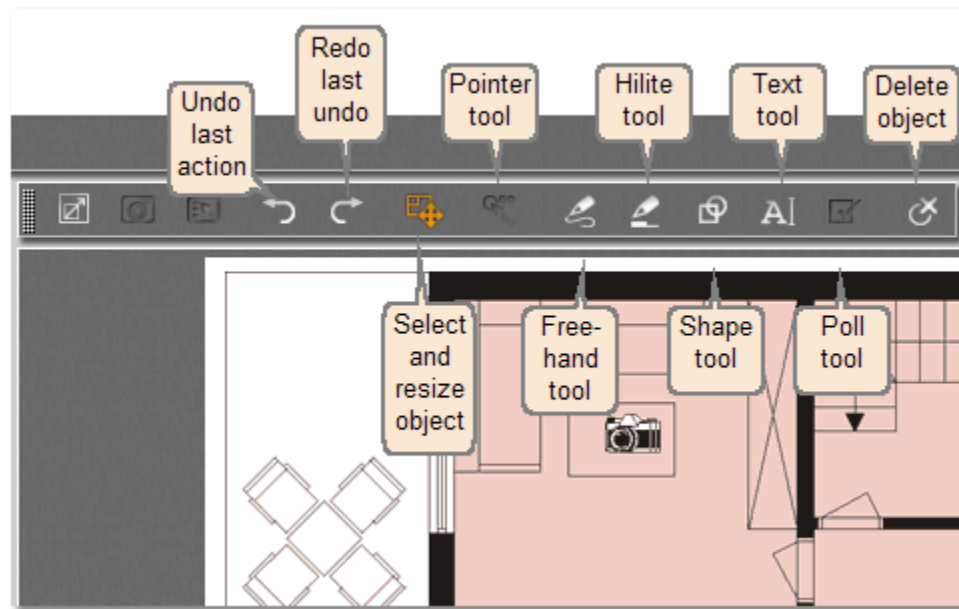 Undo
last
action
Redo
last
undo
Pointer
tool
Hilite
tool
Text
tool
Delete
object
A
Select
and
resize
object
Free-
hand
tool
Shape
tool
Poll
tool